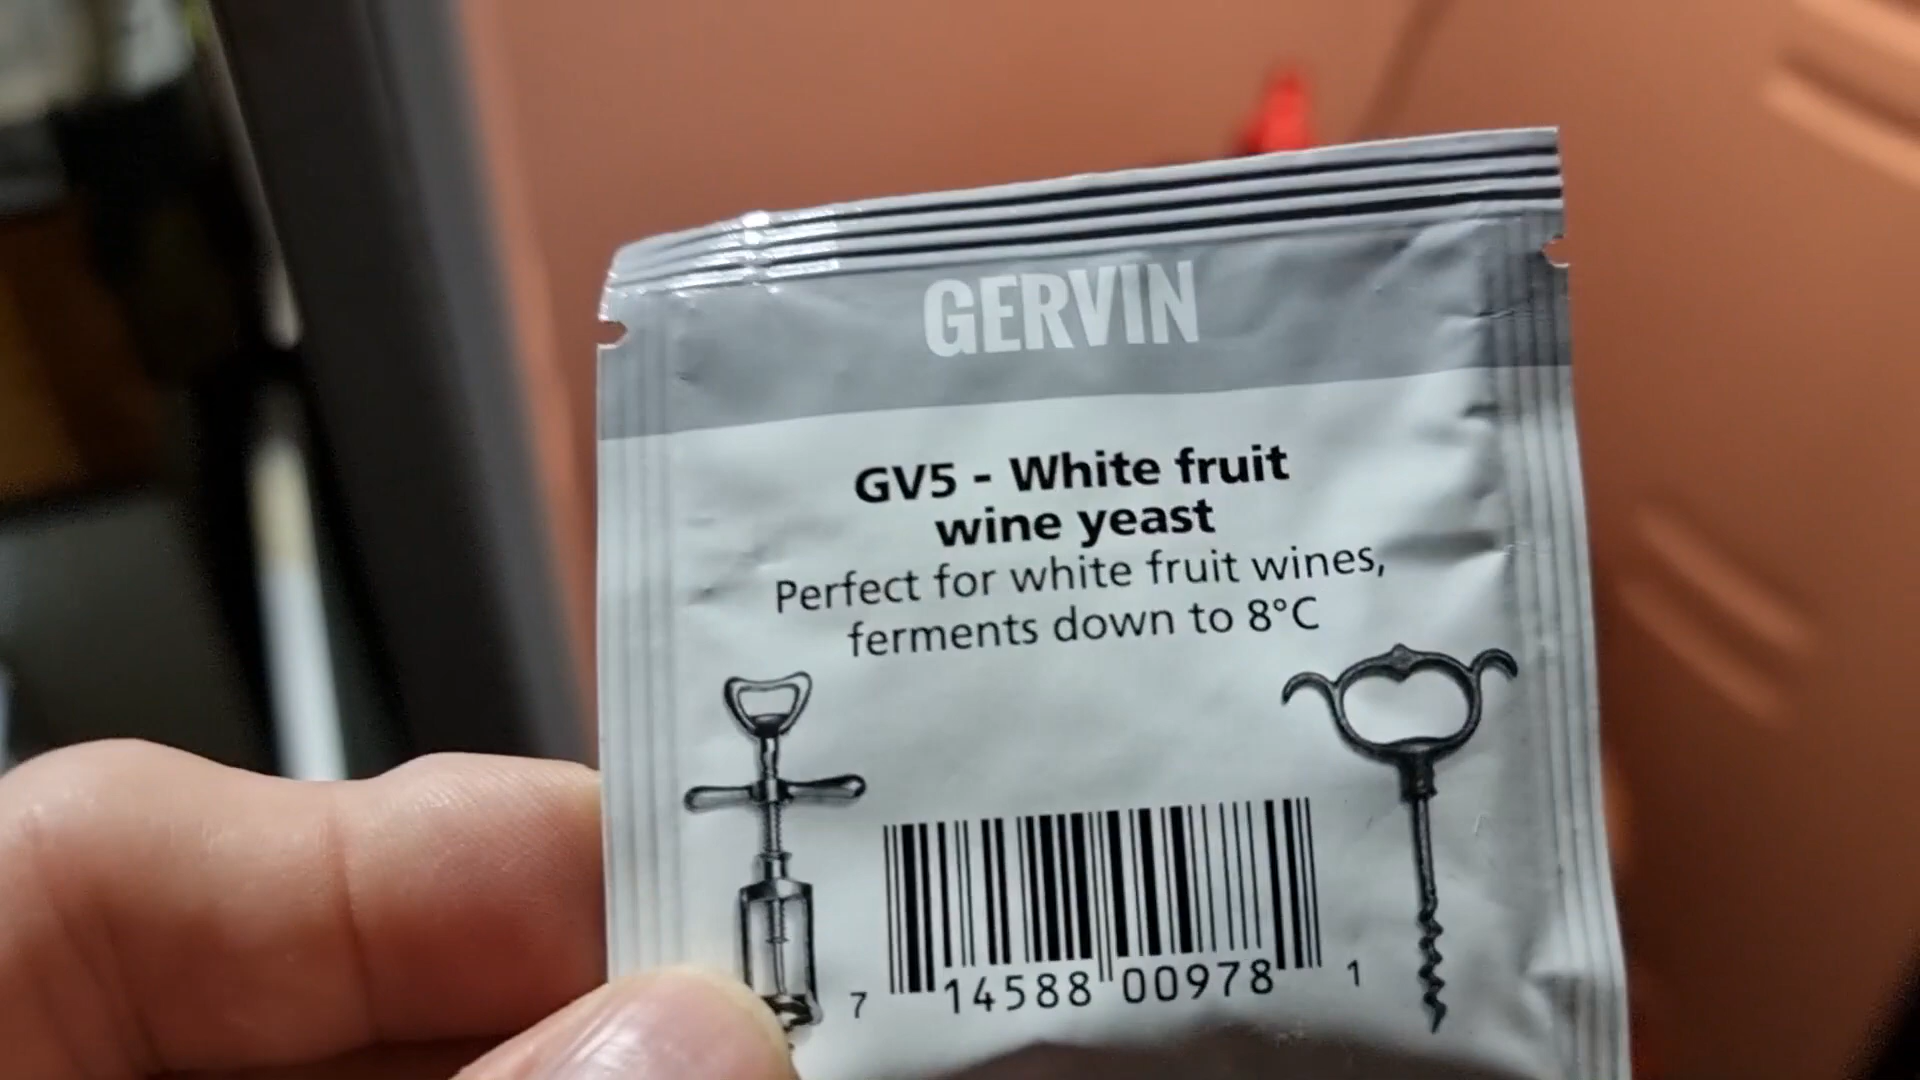 GERVIN
GV5 - White fruit
wine yeast
Perfect for white fruit wines,
ferments down to 8°C
7 14588 00978 1